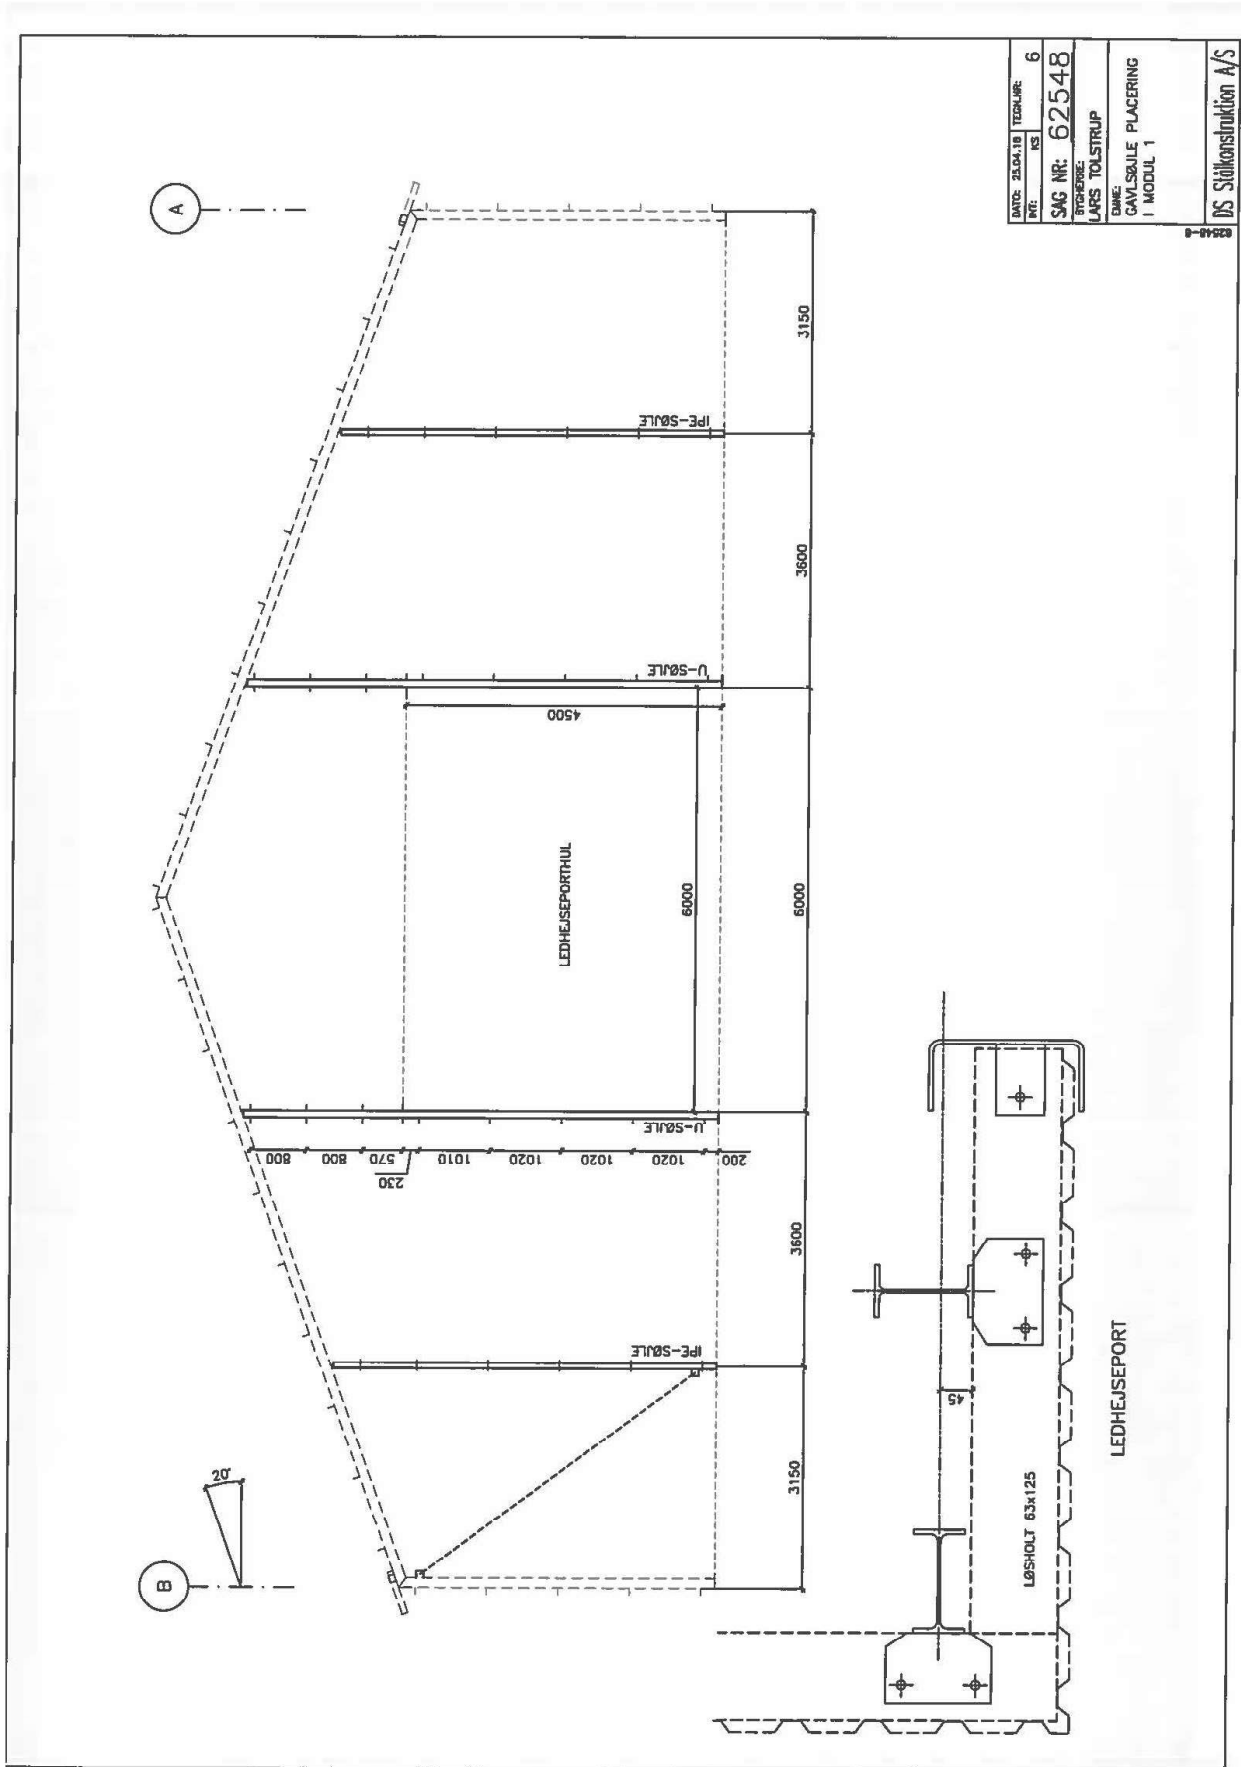 B
20°
A
800
800
570
230
1010
1020
1020
1020
200
IPE-SØJLE
U-SØJLE
LEDHEJSEPORTHUL
6000
4500
U-SØJLE
IPE-SØJLE
3150
3600
6000
3600
3150
LØSHOLT 63x125
45
LEDHEJSEPORT
DATO: 25.04.18 TEGN.NR:
INT: KS 6
SAG NR: 62548
BYGHERRE:
LARS TOLSTRUP
EMNE:
GAVLSØJLE PLACERING
I MODUL 1
DS Stålkonstruktion A/S
62548-6